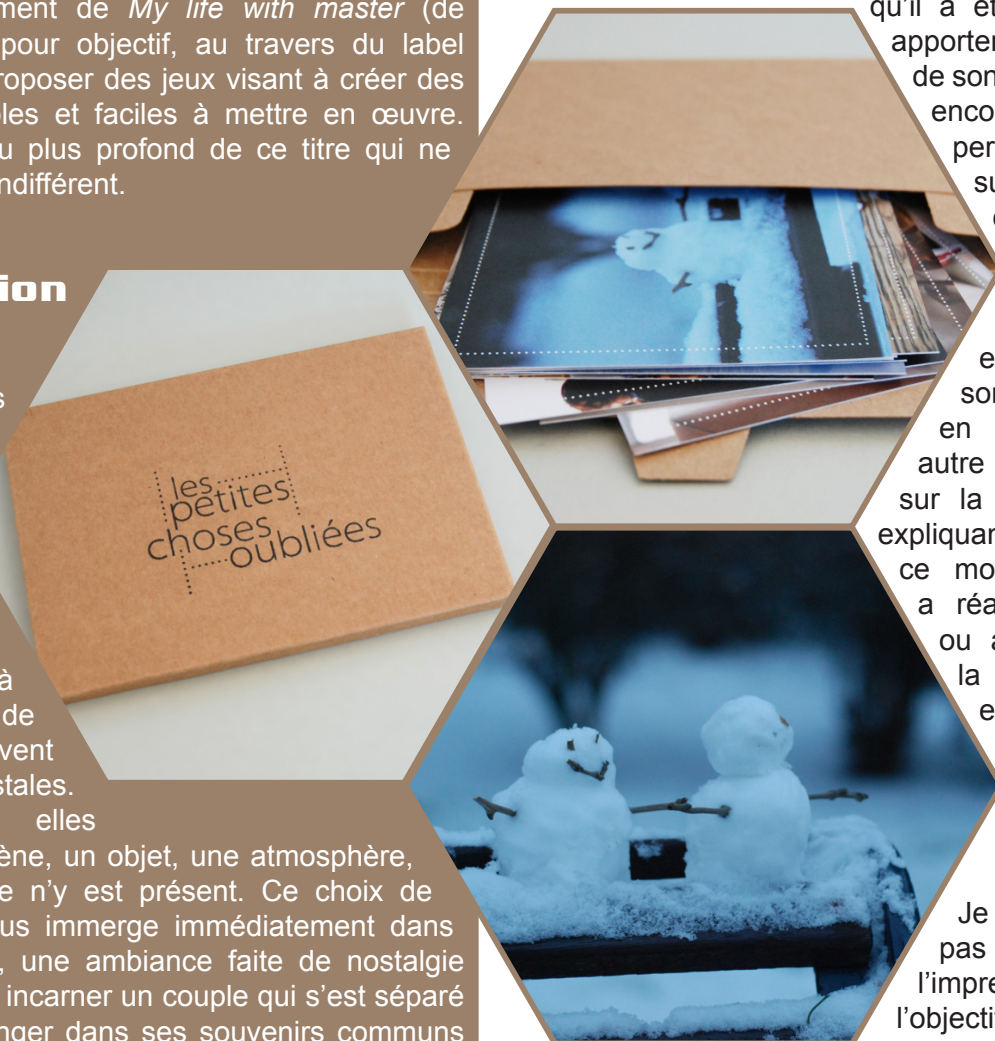 ment de My life with master (de
pour objectif, au travers du label
roposer des jeux visant à créer des
les et faciles à mettre en œuvre.
u plus profond de ce titre qui ne
ndifférent.
ion
s
à
de
vent
stales.
elles
ène, un objet, une atmosphère,
e n'y est présent. Ce choix de
us immerge immédiatement dans
, une ambiance faite de nostalgie
incarner un couple qui s'est séparé
nger dans ses souvenirs communs
les
petites
choses
oubliées
qu'il a ét
apporter
de son
enco
per
su
e
son
en
autre
sur la
expliquan
ce mo
a réa
ou a
la
e
Je
pas
l'impre
l'objectif